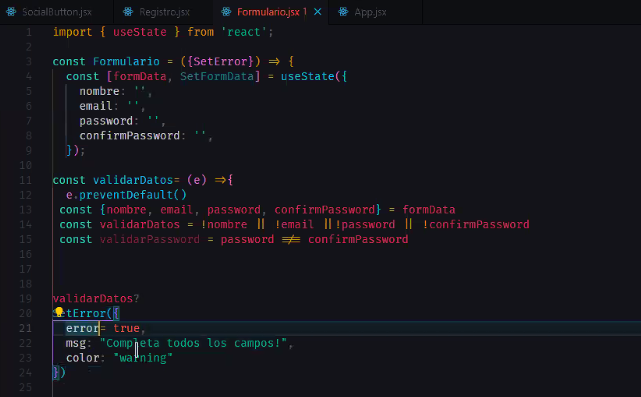 SocialButton.jsx Registro.jsx Formulario.jsx 1 × App.jsx
1 import { useState } from 'react';
2
3 const Formulario = ({SetError}) => {
4 const [formData, SetFormData] = useState({
5 nombre: '',
6 email: '',
7 password: '',
8 confirmPassword: '',
9 });
10
11 const validarDatos= (e) =>{
12 e.preventDefault()
13 const {nombre, email, password, confirmPassword} = formData
14 const validarDatos = !nombre || !email ||!password || !confirmPassword
15 const validarPassword = password !== confirmPassword
16
17
18
19 validarDatos?
20 SetError({
21 error= true,
22 msg: "Completa todos los campos!",
23 color: "warning"
24 })
25